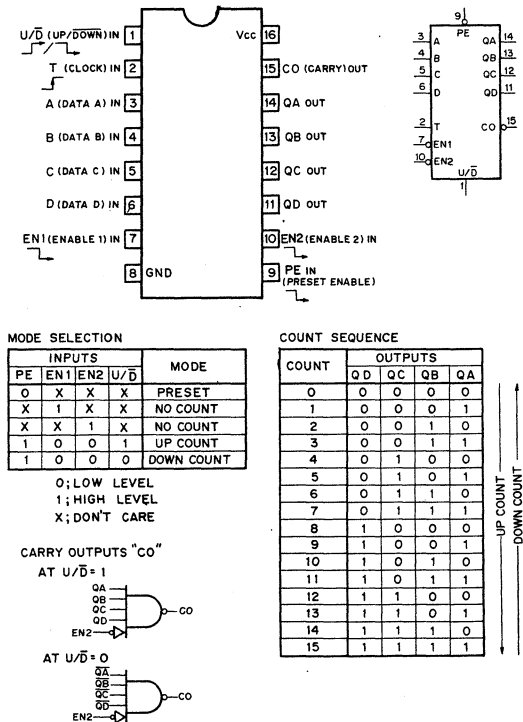 U/D̅ (UP/DOWN) IN 1
T (CLOCK) IN 2
A (DATA A) IN 3
B (DATA B) IN 4
C (DATA C) IN 5
D (DATA D) IN 6
EN1 (ENABLE 1) IN 7
8 GND
Vcc 16
15 CO (CARRY) OUT
14 QA OUT
13 QB OUT
12 QC OUT
11 QD OUT
10 EN2 (ENABLE 2) IN
9 PE IN
(PRESET ENABLE)
9
PE
3 A QA 14
4 B QB 13
5 C QC 12
6 D QD 11
2 T CO 15
7 EN1
10 EN2
U/D̅
1
MODE SELECTION
INPUTS MODE
PE EN1 EN2 U/D̅
0 X X X PRESET
X 1 X X NO COUNT
X X 1 X NO COUNT
1 0 0 1 UP COUNT
1 0 0 0 DOWN COUNT
0; LOW LEVEL
1; HIGH LEVEL
X; DON'T CARE
CARRY OUTPUTS "CO"
AT U/D̅ = 1
QA
QB
QC
QD
EN2
CO
AT U/D̅ = 0
Q̅A̅
Q̅B̅
Q̅C̅
Q̅D̅
EN2
CO
COUNT SEQUENCE
COUNT OUTPUTS
QD QC QB QA
0 0 0 0 0
1 0 0 0 1
2 0 0 1 0
3 0 0 1 1
4 0 1 0 0
5 0 1 0 1
6 0 1 1 0
7 0 1 1 1
8 1 0 0 0
9 1 0 0 1
10 1 0 1 0
11 1 0 1 1
12 1 1 0 0
13 1 1 0 1
14 1 1 1 0
15 1 1 1 1
UP COUNT
DOWN COUNT